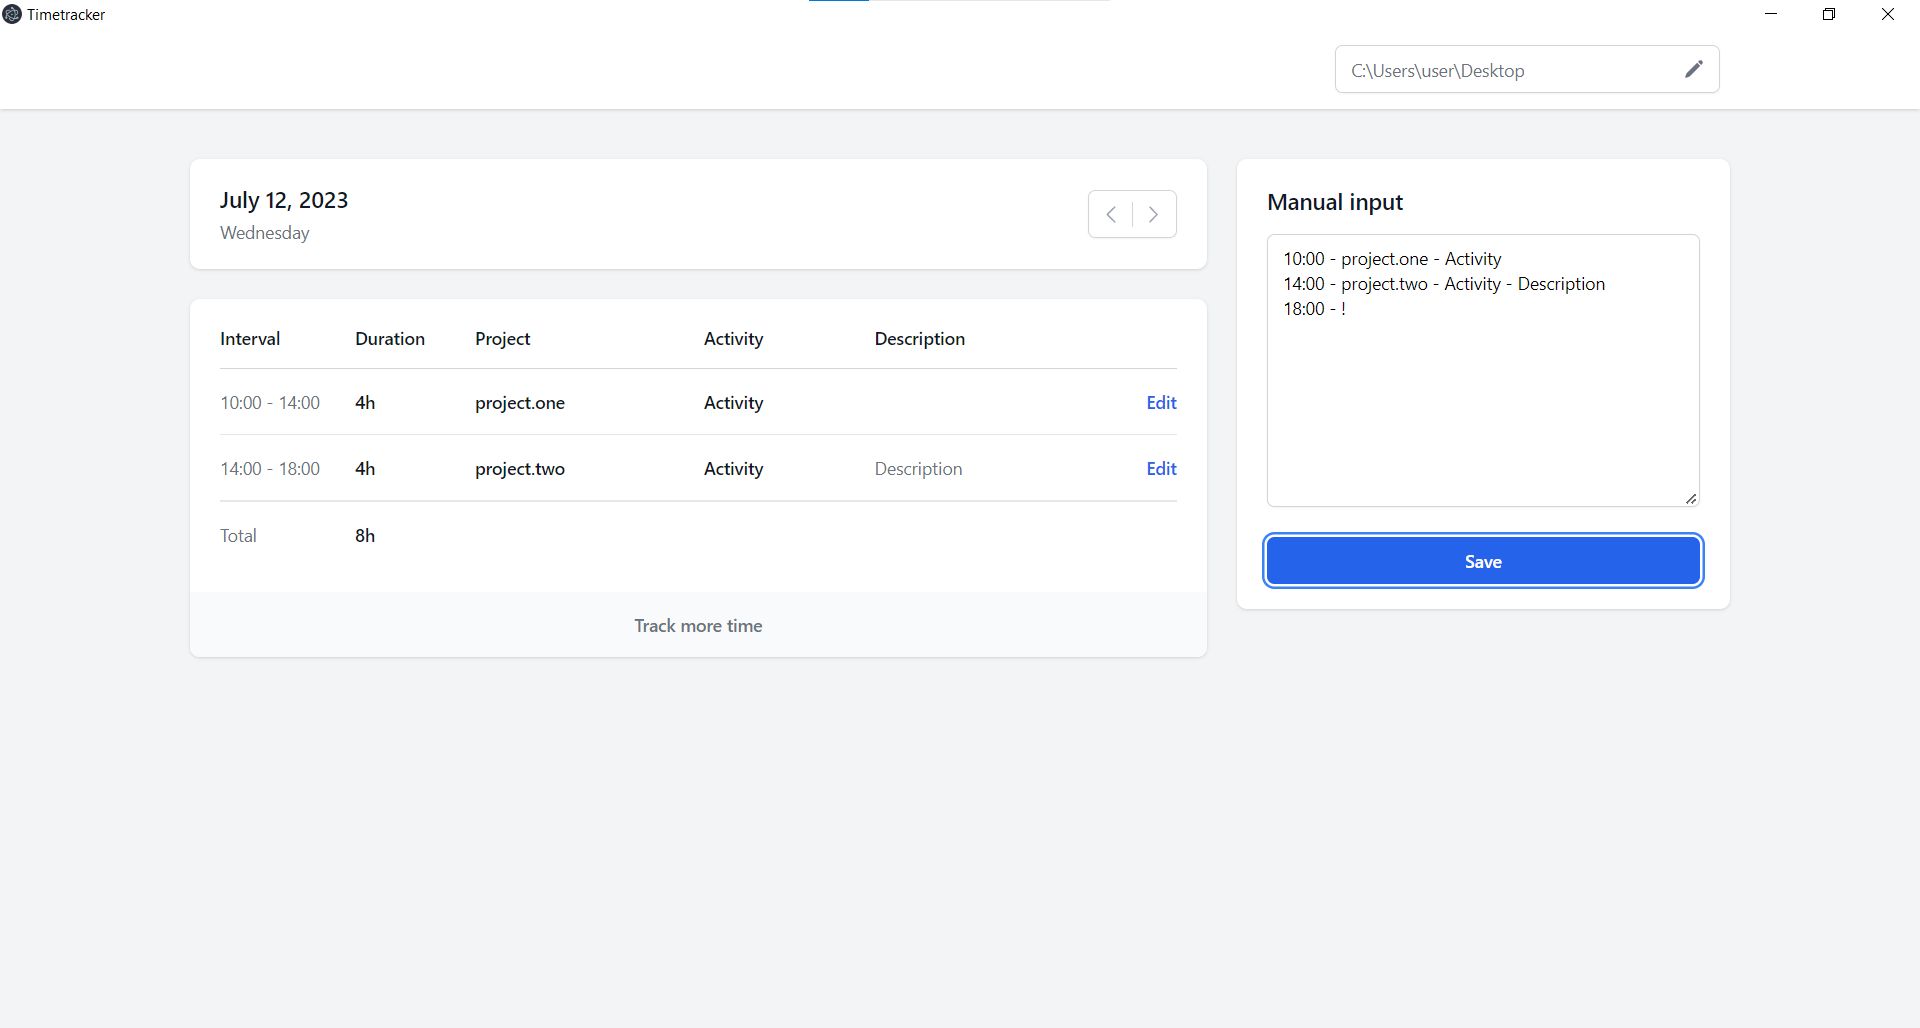 Timetracker
C:\Users\user\Desktop
July 12, 2023
Wednesday
Interval Duration Project Activity Description
10:00 - 14:00 4h project.one Activity Edit
14:00 - 18:00 4h project.two Activity Description Edit
Total 8h
Track more time
Manual input
10:00 - project.one - Activity
14:00 - project.two - Activity - Description
18:00 - !
Save